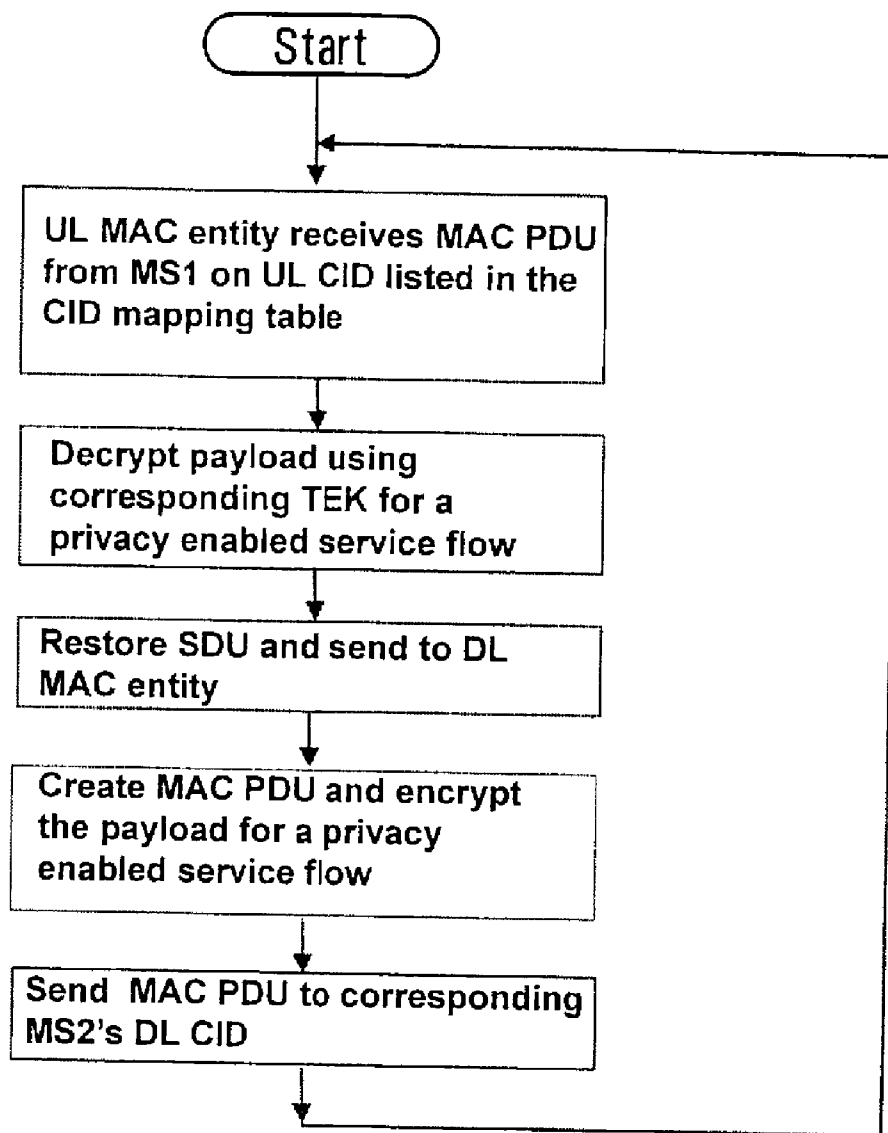 Start
UL MAC entity receives MAC PDU
from MS1 on UL CID listed in the
CID mapping table
Decrypt payload using
corresponding TEK for a
privacy enabled service flow
Restore SDU and send to DL
MAC entity
Create MAC PDU and encrypt
the payload for a privacy
enabled service flow
Send MAC PDU to corresponding
MS2's DL CID